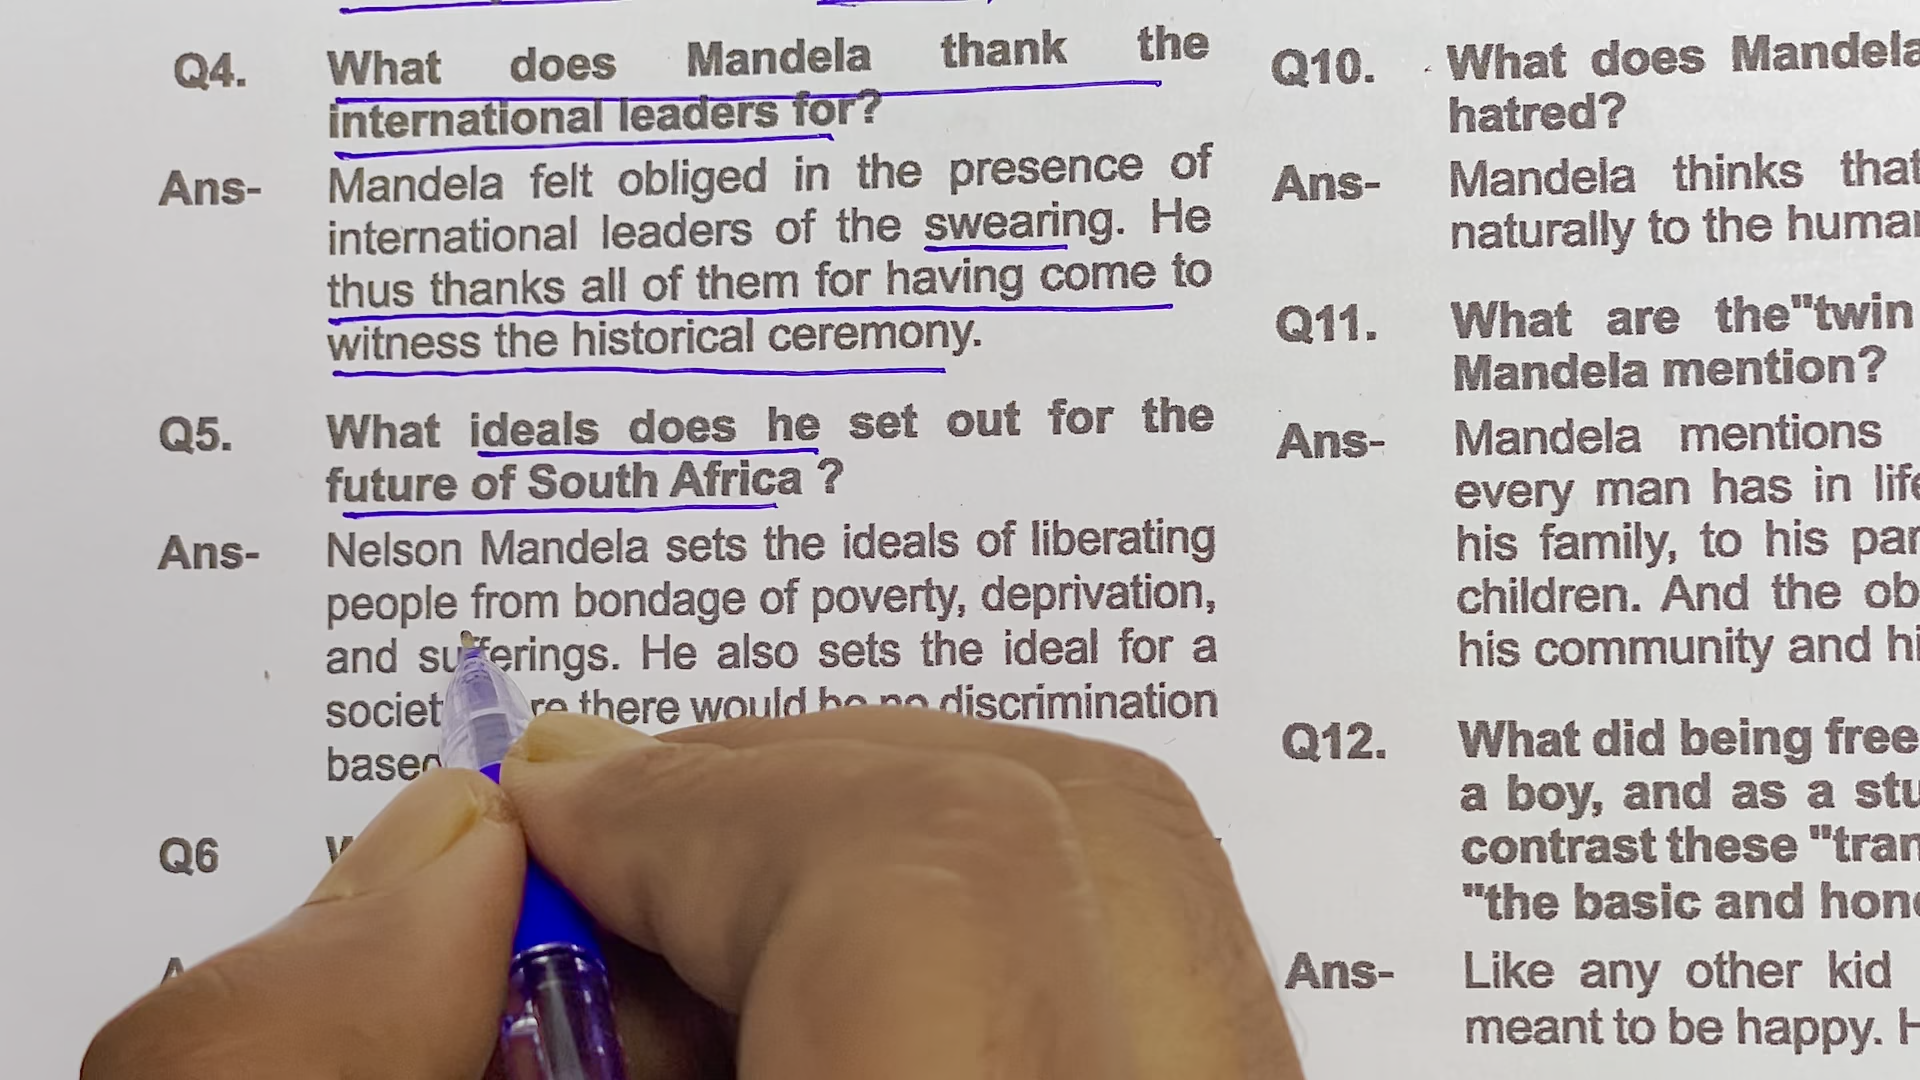 Q4. What does Mandela thank the
international leaders for?
Ans- Mandela felt obliged in the presence of
international leaders of the swearing. He
thus thanks all of them for having come to
witness the historical ceremony.
Q5. What ideals does he set out for the
future of South Africa ?
Ans- Nelson Mandela sets the ideals of liberating
people from bondage of poverty, deprivation,
and sufferings. He also sets the ideal for a
there would be no discrimination
Q6
Q10. What does Mandela
hatred?
Ans- Mandela thinks that
naturally to the human
Q11. What are the"twin
Mandela mention?
Ans- Mandela mentions
every man has in life
his family, to his
children. And the
his community and
Q12. What did being free
a boy, and as a
contrast these
"the basic and
Ans- Like any other kid
meant to be happy.